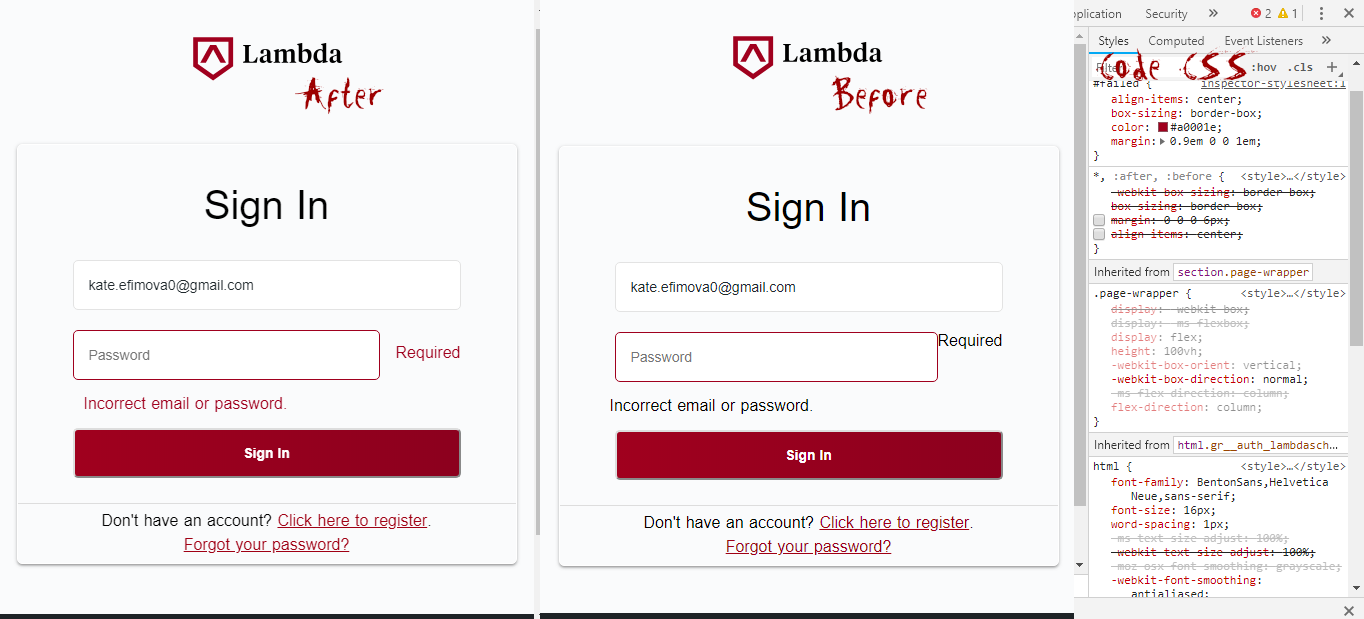 Lambda
After
Sign In
kate.efimova0@gmail.com
Password
Required
Incorrect email or password.
Sign In
Don't have an account? Click here to register.
Forgot your password?
Lambda
Before
Sign In
kate.efimova0@gmail.com
Password
Required
Incorrect email or password.
Sign In
Don't have an account? Click here to register.
Forgot your password?
plication Security » 2 1
Styles Computed Event Listeners »
Code CSS
Filter :hov .cls +
#failed { inspector-stylesheet:1
align-items: center;
box-sizing: border-box;
color: #a0001e;
margin: 0.9em 0 0 1em;
}
*, :after, :before { <style>…</style>
-webkit-box-sizing: border-box;
box-sizing: border-box;
margin: 0 0 0 6px;
align-items: center;
}
Inherited from section.page-wrapper
.page-wrapper { <style>…</style>
display: -webkit-box;
display: -ms-flexbox;
display: flex;
height: 100vh;
-webkit-box-orient: vertical;
-webkit-box-direction: normal;
-ms-flex-direction: column;
flex-direction: column;
}
Inherited from html.gr__auth_lambdasch…
html { <style>…</style>
font-family: BentonSans,Helvetica
Neue,sans-serif;
font-size: 16px;
word-spacing: 1px;
-ms-text-size-adjust: 100%;
-webkit-text-size-adjust: 100%;
-moz-osx-font-smoothing: grayscale;
-webkit-font-smoothing:
antialiased;